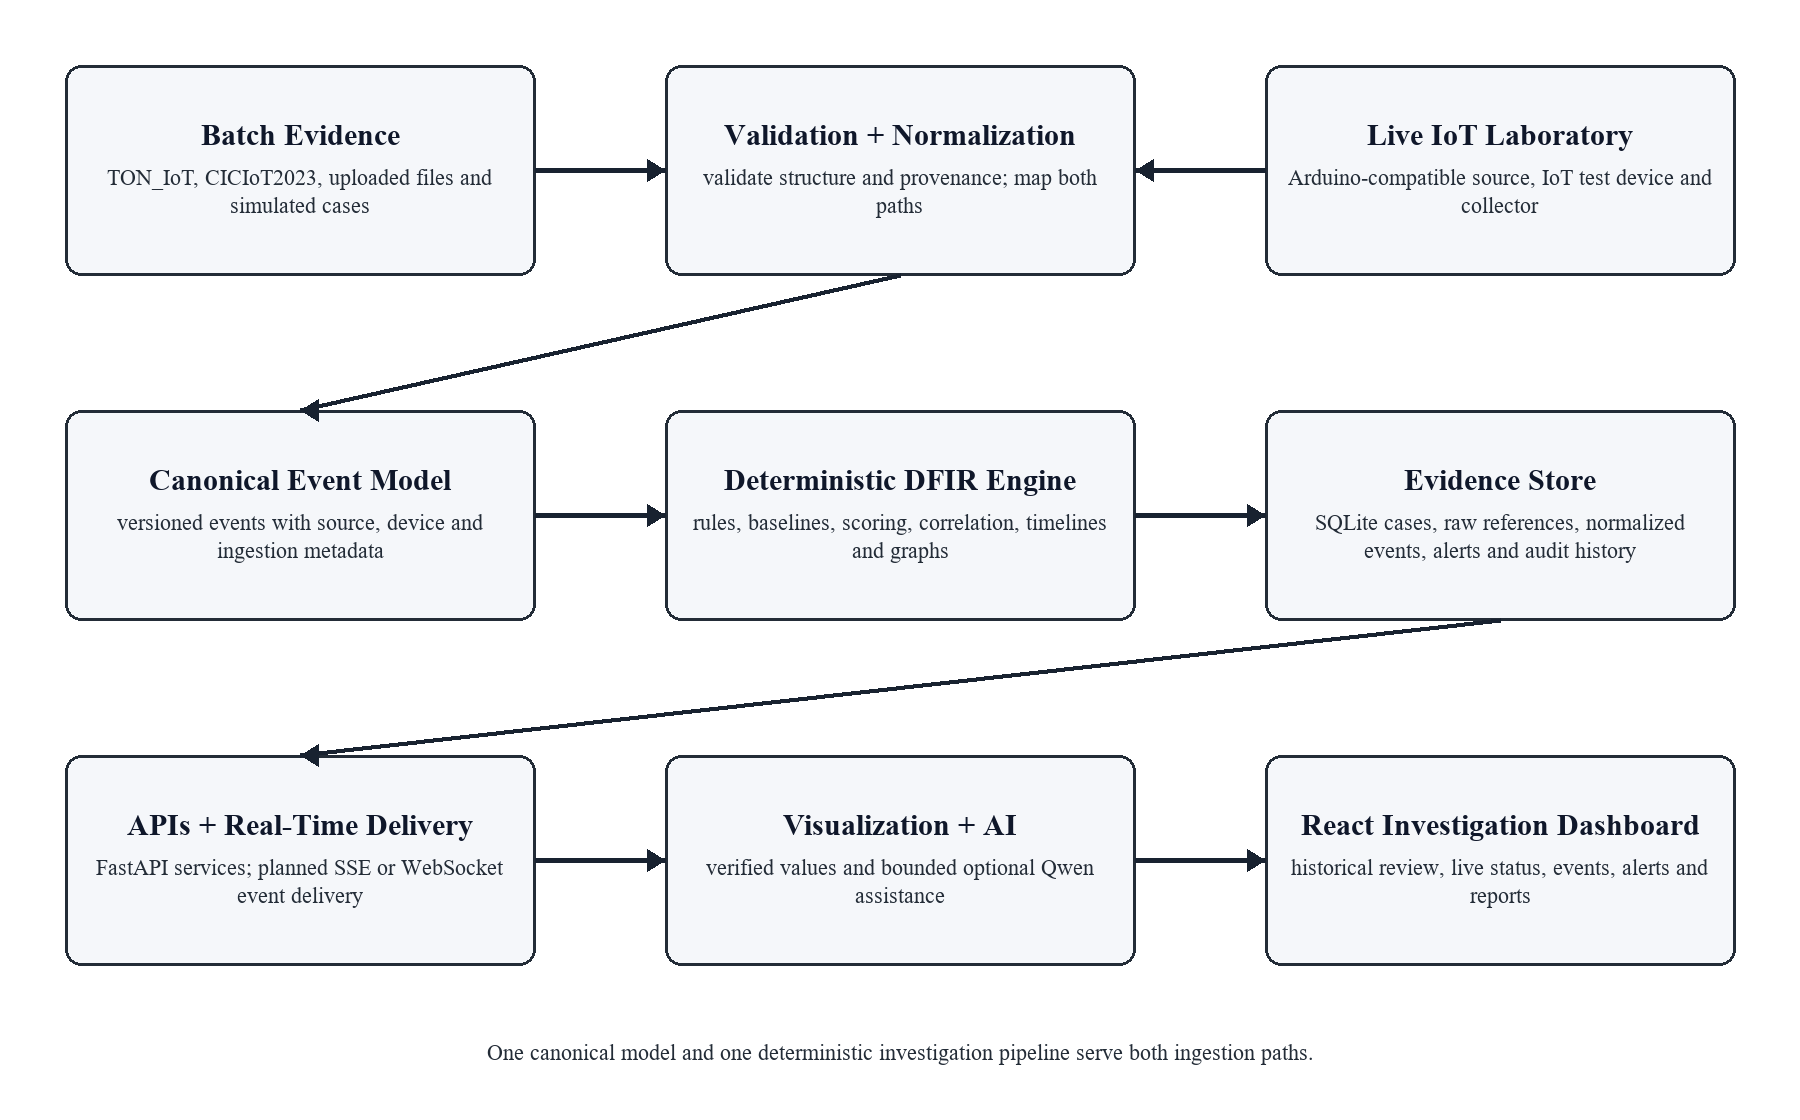 Batch Evidence
TON_IoT, CICIoT2023, uploaded files and
simulated cases
Validation + Normalization
validate structure and provenance; map both
paths
Live IoT Laboratory
Arduino-compatible source, IoT test device and
collector
Canonical Event Model
versioned events with source, device and
ingestion metadata
Deterministic DFIR Engine
rules, baselines, scoring, correlation, timelines
and graphs
Evidence Store
SQLite cases, raw references, normalized
events, alerts and audit history
APIs + Real-Time Delivery
FastAPI services; planned SSE or WebSocket
event delivery
Visualization + AI
verified values and bounded optional Qwen
assistance
React Investigation Dashboard
historical review, live status, events, alerts and
reports
One canonical model and one deterministic investigation pipeline serve both ingestion paths.